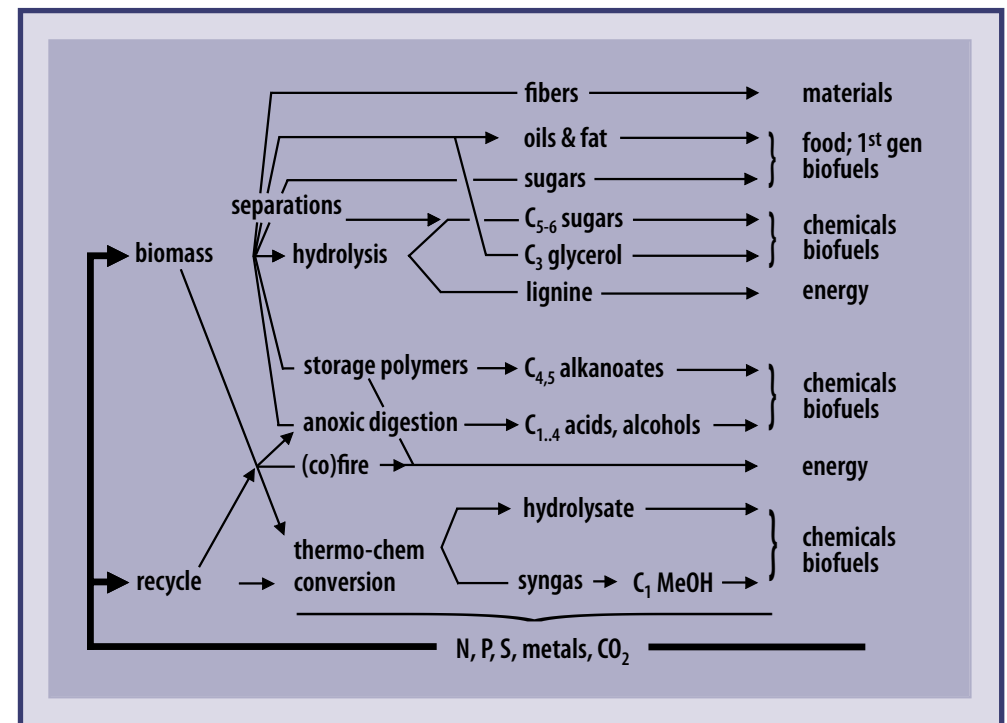 fibers materials
oils & fat food; 1st gen
biofuels
sugars
separations
C5-6 sugars chemicals
biofuels
biomass hydrolysis C3 glycerol
lignine energy
storage polymers C4,5 alkanoates chemicals
biofuels
anoxic digestion C1..4 acids, alcohols
(co)fire energy
hydrolysate chemicals
biofuels
thermo-chem
conversion
recycle syngas C1 MeOH
N, P, S, metals, CO2